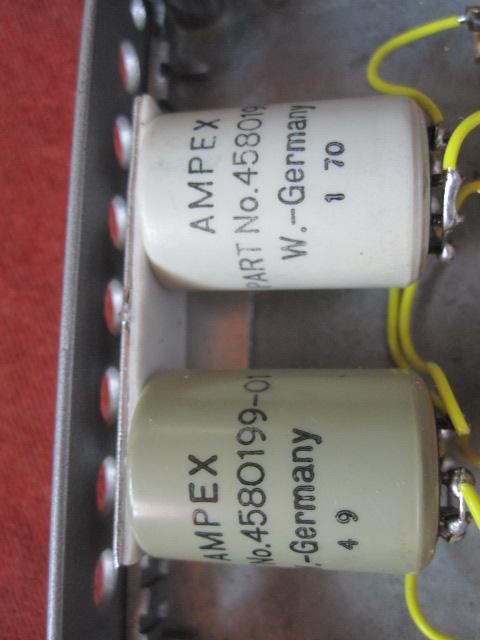 AMPEX
PART No.458019
W.-Germany
1 70
AMPEX
No.4580199-01
.-Germany
4 9